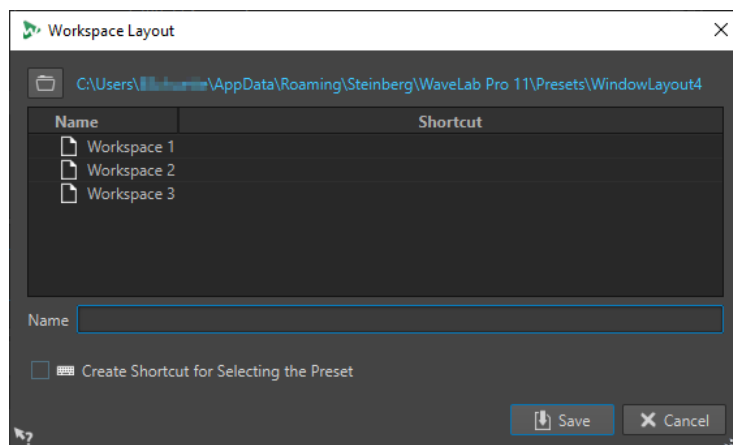 Workspace Layout
C:\Users\ \AppData\Roaming\Steinberg\WaveLab Pro 11\Presets\WindowLayout4
Name Shortcut
Workspace 1
Workspace 2
Workspace 3
Name
Create Shortcut for Selecting the Preset
Save Cancel